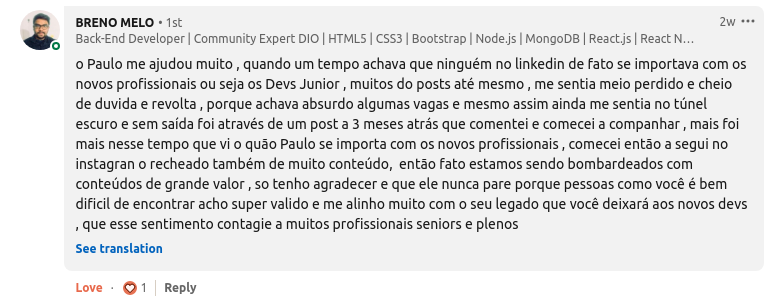 BRENO MELO • 1st
2w •••
Back-End Developer | Community Expert DIO | HTML5 | CSS3 | Bootstrap | Node.js | MongoDB | React.js | React N…
o Paulo me ajudou muito , quando um tempo achava que ninguém no linkedin de fato se importava com os
novos profissionais ou seja os Devs Junior , muitos do posts até mesmo , me sentia meio perdido e cheio
de duvida e revolta , porque achava absurdo algumas vagas e mesmo assim ainda me sentia no túnel
escuro e sem saída foi através de um post a 3 meses atrás que comentei e comecei a companhar , mais foi
mais nesse tempo que vi o quão Paulo se importa com os novos profissionais , comecei então a segui no
instagran o recheado também de muito conteúdo,  então fato estamos sendo bombardeados com
conteúdos de grande valor , so tenho agradecer e que ele nunca pare porque pessoas como você é bem
dificil de encontrar acho super valido e me alinho muito com o seu legado que você deixará aos novos devs
, que esse sentimento contagie a muitos profissionais seniors e plenos
See translation
Love · 1 | Reply